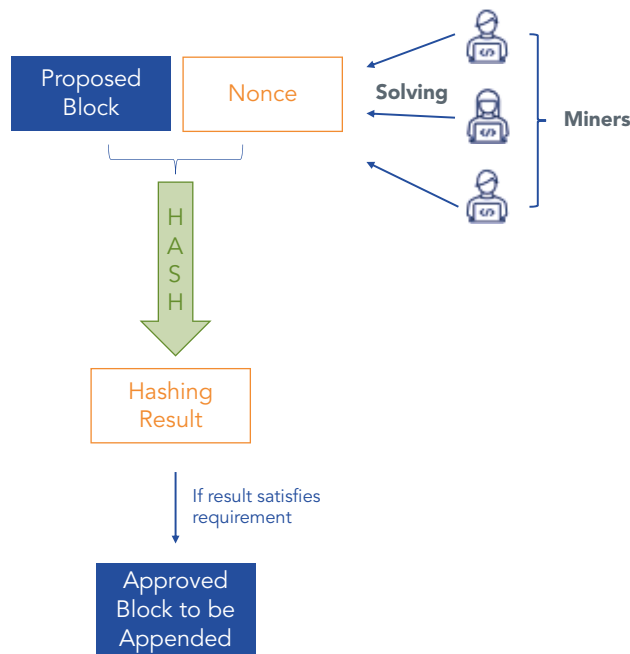 Proposed
Block
Nonce
Solving
Miners
H
A
S
H
Hashing
Result
If result satisfies
requirement
Approved
Block to be
Appended